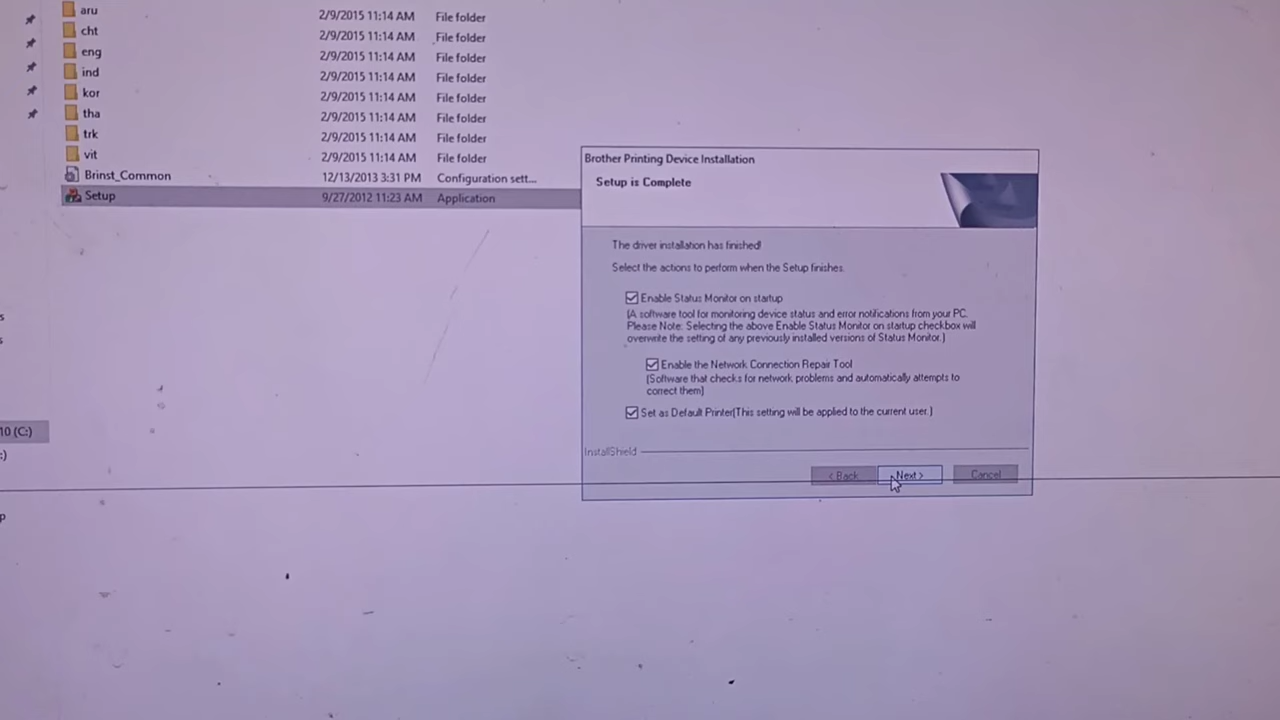 aru 2/9/2015 11:14 AM File folder
cht 2/9/2015 11:14 AM File folder
eng 2/9/2015 11:14 AM File folder
ind 2/9/2015 11:14 AM File folder
kor 2/9/2015 11:14 AM File folder
tha 2/9/2015 11:14 AM File folder
trk 2/9/2015 11:14 AM File folder
vit 2/9/2015 11:14 AM File folder
Brinst_Common 12/13/2013 3:31 PM Configuration sett...
Setup 9/27/2012 11:23 AM Application
10 (C:)
:)
Brother Printing Device Installation
Setup is Complete
The driver installation has finished!
Select the actions to perform when the Setup finishes.
Enable Status Monitor on startup
(A software tool for monitoring device status and error notifications from your PC.
Please Note: Selecting the above Enable Status Monitor on startup checkbox will
overwrite the setting of any previously installed versions of Status Monitor.)
Enable the Network Connection Repair Tool
(Software that checks for network problems and automatically attempts to
correct them)
Set as Default Printer(This setting will be applied to the current user.)
InstallShield
< Back Next > Cancel